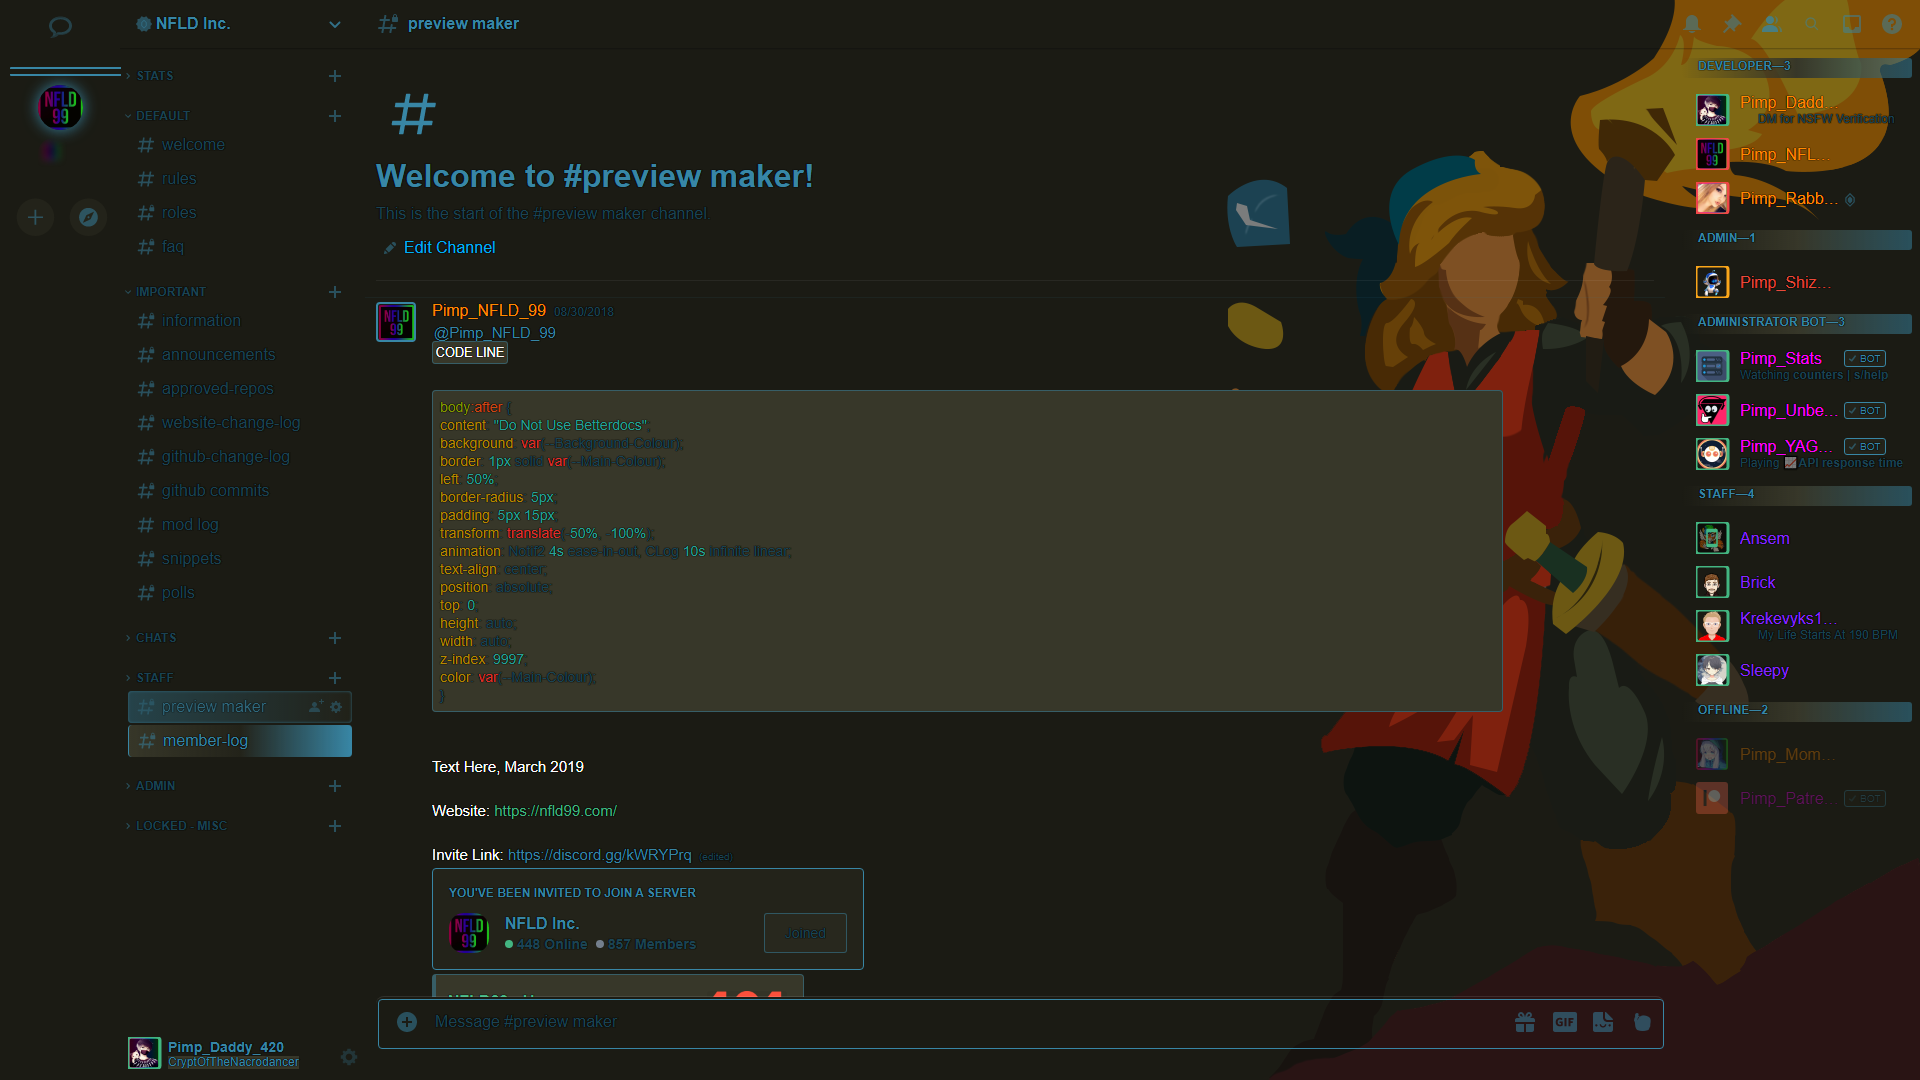 NFLD Inc.
preview maker
STATS
NFLD
99
DEFAULT
welcome
rules
roles
faq
IMPORTANT
information
announcements
approved-repos
website-change-log
github-change-log
github commits
mod log
snippets
polls
CHATS
STAFF
preview maker
member-log
ADMIN
LOCKED - MISC
Pimp_Daddy_420
CryptOfTheNacrodancer
Welcome to #preview maker!
This is the start of the #preview maker channel.
Edit Channel
NFLD
99
Pimp_NFLD_99 08/30/2018
@Pimp_NFLD_99
CODE LINE
body:after {
content: "Do Not Use Betterdocs";
background: var(--Background-Colour);
border: 1px solid var(--Main-Colour);
left: 50%;
border-radius: 5px;
padding: 5px 15px;
transform: translate(-50%, -100%);
animation: Notif2 4s ease-in-out, CLog 10s infinite linear;
text-align: center;
position: absolute;
top: 0;
height: auto;
width: auto;
z-index: 9997;
color: var(--Main-Colour);
}
Text Here, March 2019
Website: https://nfld99.com/
Invite Link: https://discord.gg/kWRYPrq (edited)
YOU'VE BEEN INVITED TO JOIN A SERVER
NFLD
99
NFLD Inc.
448 Online 857 Members
Joined
Message #preview maker
GIF
DEVELOPER—3
Pimp_Dadd...
DM for NSFW Verification
NFLD
99
Pimp_NFL...
Pimp_Rabb...
ADMIN—1
Pimp_Shiz...
ADMINISTRATOR BOT—3
Pimp_Stats BOT
Watching counters | s/help
Pimp_Unbe... BOT
Pimp_YAG... BOT
Playing API response time
STAFF—4
Ansem
Brick
Krekevyks1...
My Life Starts At 190 BPM
Sleepy
OFFLINE—2
Pimp_Mom...
Pimp_Patre... BOT